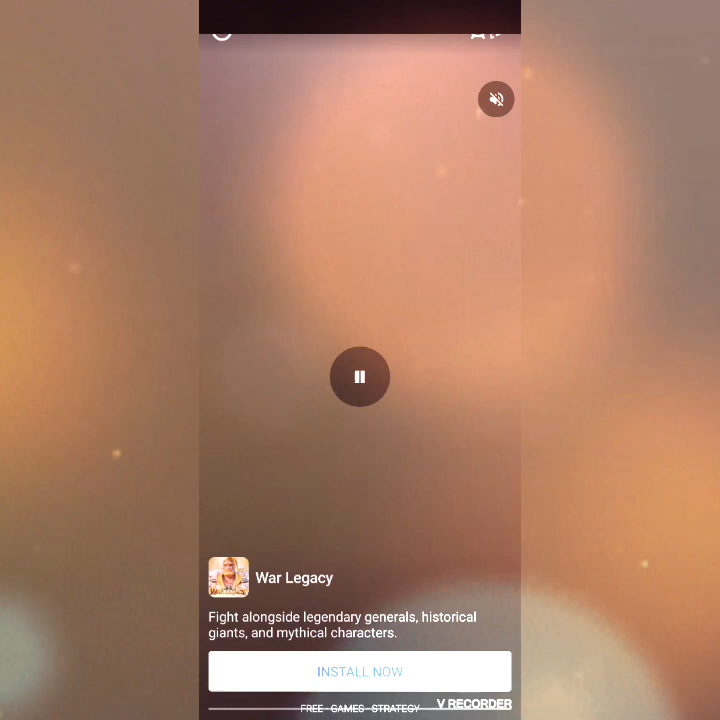 War Legacy
Fight alongside legendary generals, historical
giants, and mythical characters.
INSTALL NOW
V RECORDER
FREE - GAMES - STRATEGY